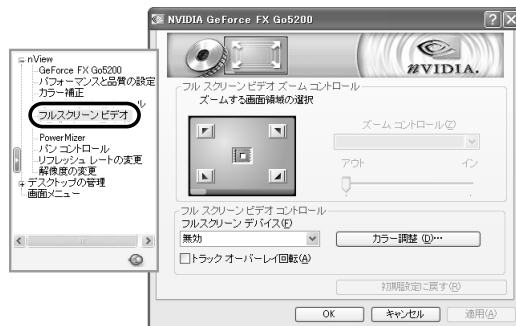 NVIDIA GeForce FX Go5200
nView
GeForce FX Go5200
パフォーマンスと品質の設定
カラー補正
ル
フルスクリーン ビデオ
PowerMizer
パン コントロール
リフレッシュ レートの変更
解像度の変更
デスクトップの管理
画面メニュー
NVIDIA.
フル スクリーン ビデオ ズーム コントロール
ズームする画面領域の選択
ズーム コントロール(Z)
アウト
イン
フル スクリーン ビデオ コントロール
フルスクリーン デバイス(F)
無効
カラー調整 (D)...
トラック オーバーレイ回転(A)
初期設定に戻す(R)
OK
キャンセル
適用(A)